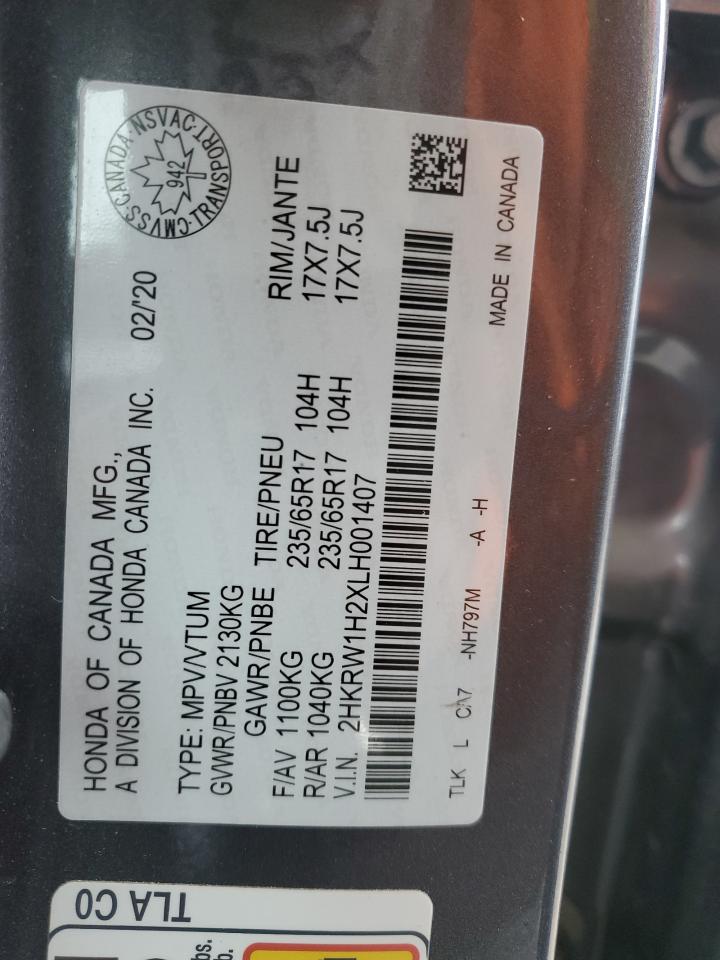 HONDA OF CANADA MFG.,
A DIVISION OF HONDA CANADA INC. 02/'20
CMVSS·CANADA·NSVAC·TRANSPORT·
942
TYPE: MPV/VTUM
GVWR/PNBV 2130KG
GAWR/PNBE TIRE/PNEU RIM/JANTE
F/AV 1100KG 235/65R17 104H 17X7.5J
R/AR 1040KG 235/65R17 104H 17X7.5J
V.I.N. 2HKRW1H2XLH001407
MADE IN CANADA
TLK L -NH797M -A -H
TLA C0
bs.
b.